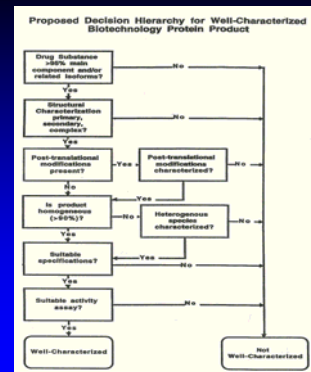 Proposed Decision Hierarchy for Well-Characterized
Biotechnology Protein Product
Drug Substance
>95% main
component and/or
related isoforms?
No
Yes
Structural
Characterization
primary,
secondary,
complex?
No
Yes
Post-translational
modifications
present?
Yes
Post-translational
modifications
characterized?
No
No
Yes
Is product
homogeneous
(>90%)?
No
Heterogenous
species
characterized?
No
Yes
Yes
Suitable
specifications?
No
Yes
Suitable activity
assay?
No
Yes
Well-Characterized
Not
Well-Characterized